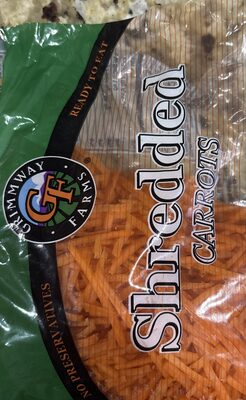 READY TO EAT
GRIMMWAY
GF
FARMS
NO PRESERVATIVES
Shredded
CARROTS